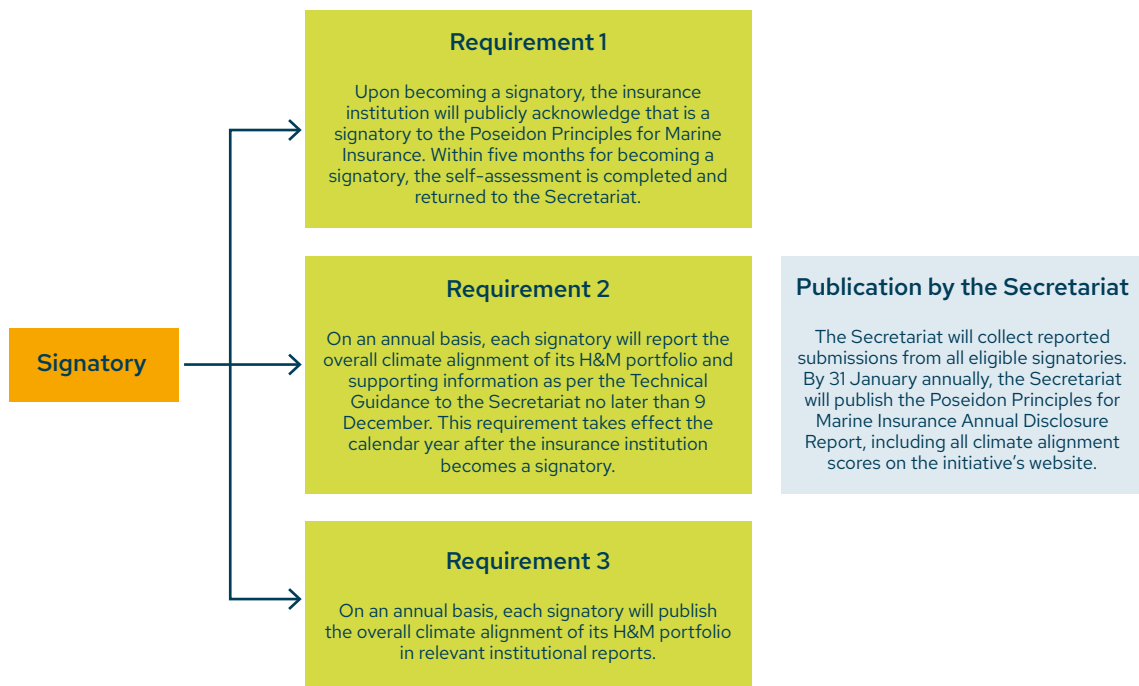 Signatory
Requirement 1
Upon becoming a signatory, the insurance
institution will publicly acknowledge that is a
signatory to the Poseidon Principles for Marine
Insurance. Within five months for becoming a
signatory, the self-assessment is completed and
returned to the Secretariat.
Requirement 2
On an annual basis, each signatory will report the
overall climate alignment of its H&M portfolio and
supporting information as per the Technical
Guidance to the Secretariat no later than 9
December. This requirement takes effect the
calendar year after the insurance institution
becomes a signatory.
Publication by the Secretariat
The Secretariat will collect reported
submissions from all eligible signatories.
By 31 January annually, the Secretariat
will publish the Poseidon Principles for
Marine Insurance Annual Disclosure
Report, including all climate alignment
scores on the initiative’s website.
Requirement 3
On an annual basis, each signatory will publish
the overall climate alignment of its H&M portfolio
in relevant institutional reports.